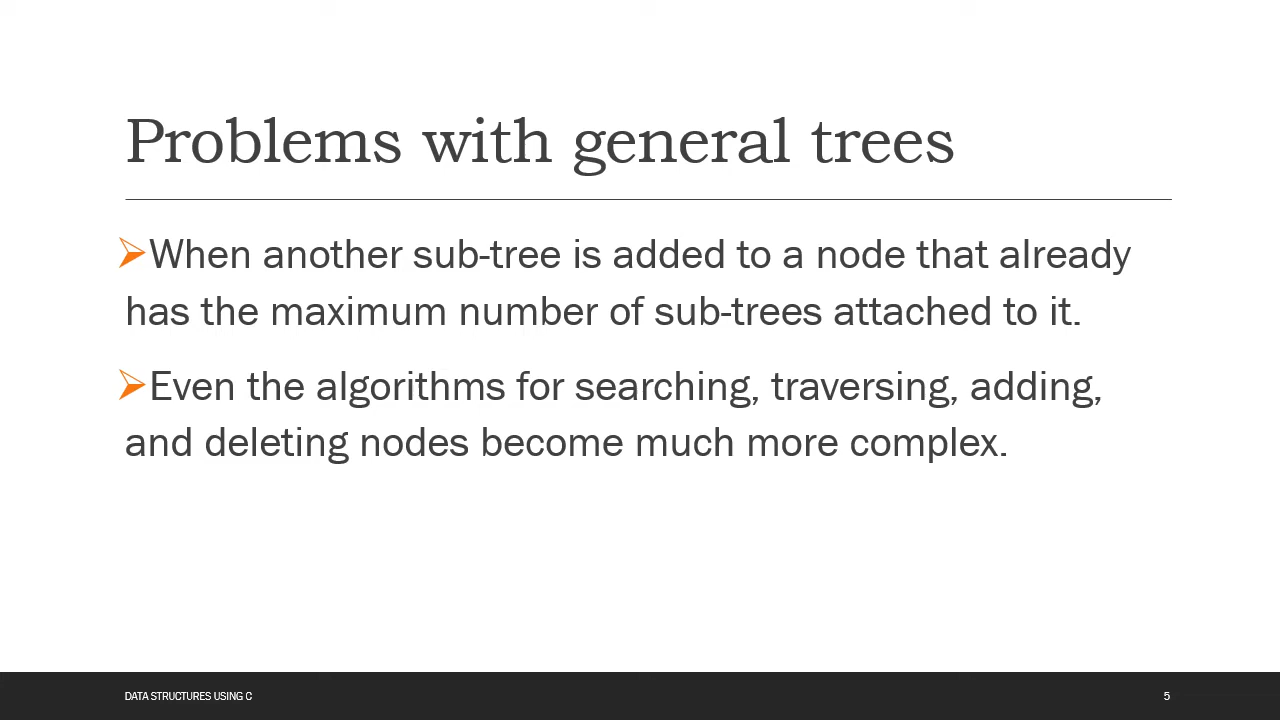 Problems with general trees
➢When another sub-tree is added to a node that already
has the maximum number of sub-trees attached to it.
➢Even the algorithms for searching, traversing, adding,
and deleting nodes become much more complex.
DATA STRUCTURES USING C
5